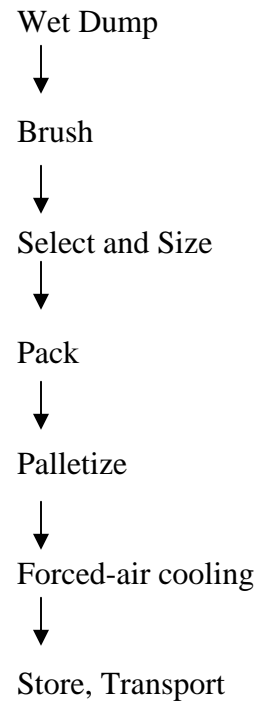 Wet Dump
Brush
Select and Size
Pack
Palletize
Forced-air cooling
Store, Transport